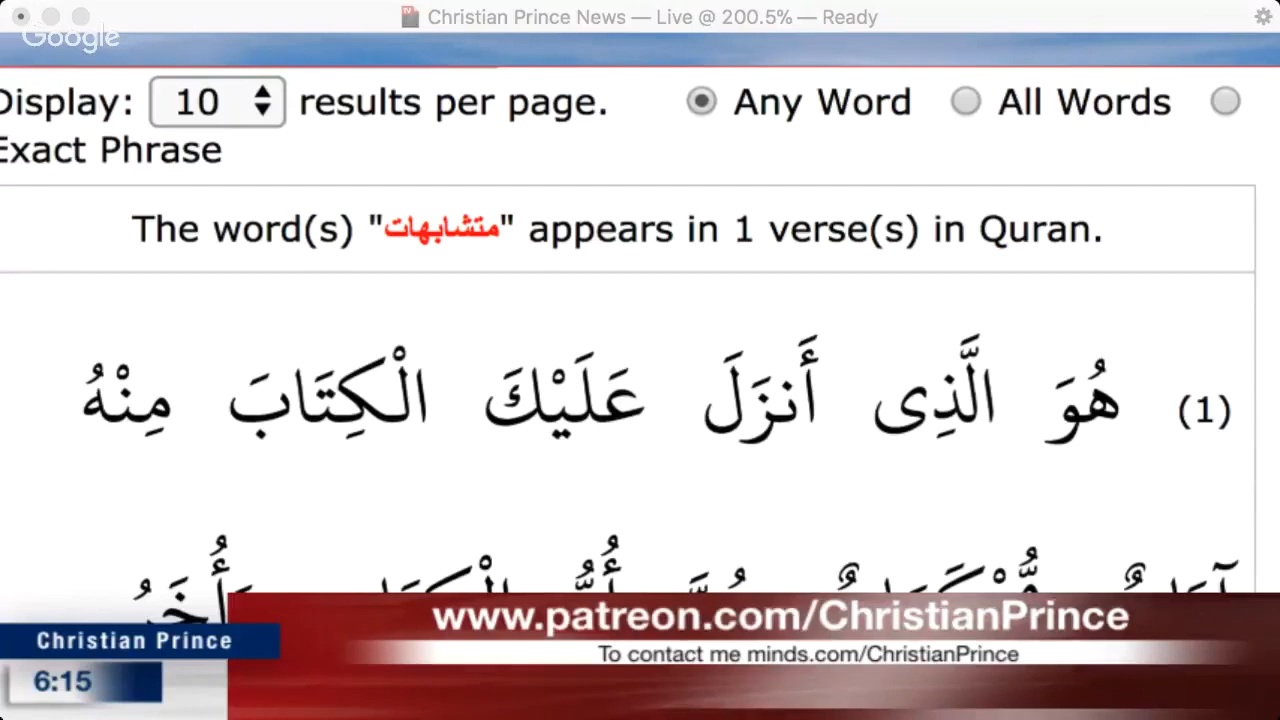 Christian Prince News — Live @ 200.5% — Ready
Google
Display: 10 results per page. Any Word All Words
Exact Phrase
The word(s) "متشابهات" appears in 1 verse(s) in Quran.
(1) هُوَ الَّذِى أَنزَلَ عَلَيْكَ الْكِتَابَ مِنْهُ
www.patreon.com/ChristianPrince
Christian Prince
To contact me minds.com/ChristianPrince
6:15